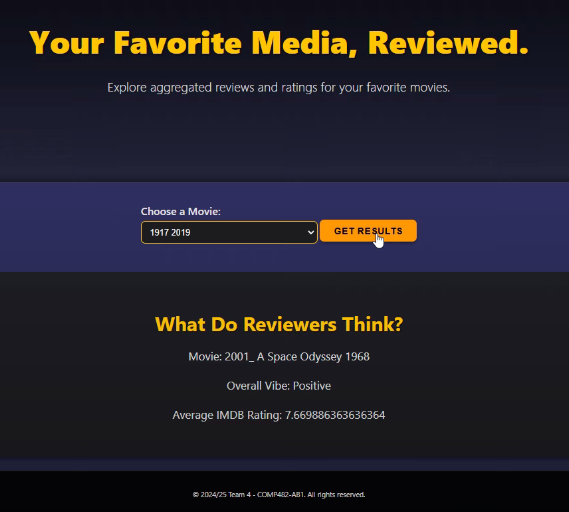 Your Favorite Media, Reviewed.
Explore aggregated reviews and ratings for your favorite movies.
Choose a Movie:
1917 2019
GET RESULTS
What Do Reviewers Think?
Movie: 2001_ A Space Odyssey 1968
Overall Vibe: Positive
Average IMDB Rating: 7.669886363636364
© 2024/25 Team 4 - COMP482-AB1. All rights reserved.